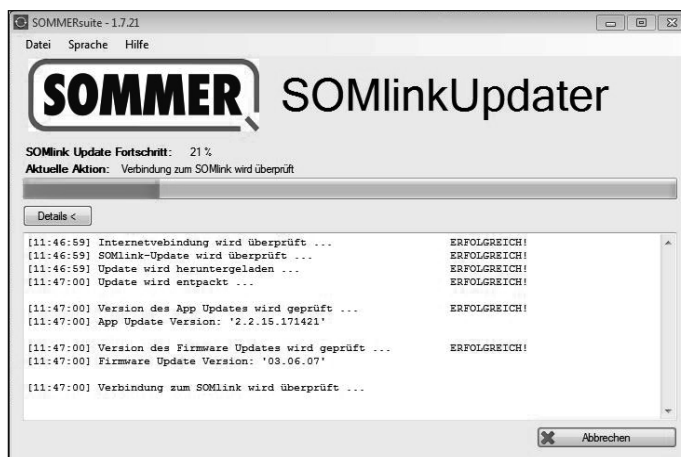 SOMMERsuite - 1.7.21
Datei Sprache Hilfe
SOMMER SOMlinkUpdater
SOMlink Update Fortschritt: 21 %
Aktuelle Aktion: Verbindung zum SOMlink wird überprüft
Details <
[11:46:59] Internetvebindung wird überprüft ... ERFOLGREICH!
[11:46:59] SOMlink-Update wird überprüft ... ERFOLGREICH!
[11:46:59] Update wird heruntergeladen ... ERFOLGREICH!
[11:47:00] Update wird entpackt ... ERFOLGREICH!
[11:47:00] Version des App Updates wird geprüft ... ERFOLGREICH!
[11:47:00] App Update Version: '2.2.15.171421'
[11:47:00] Version des Firmware Updates wird geprüft ... ERFOLGREICH!
[11:47:00] Firmware Update Version: '03.06.07'
[11:47:00] Verbindung zum SOMlink wird überprüft ...
Abbrechen